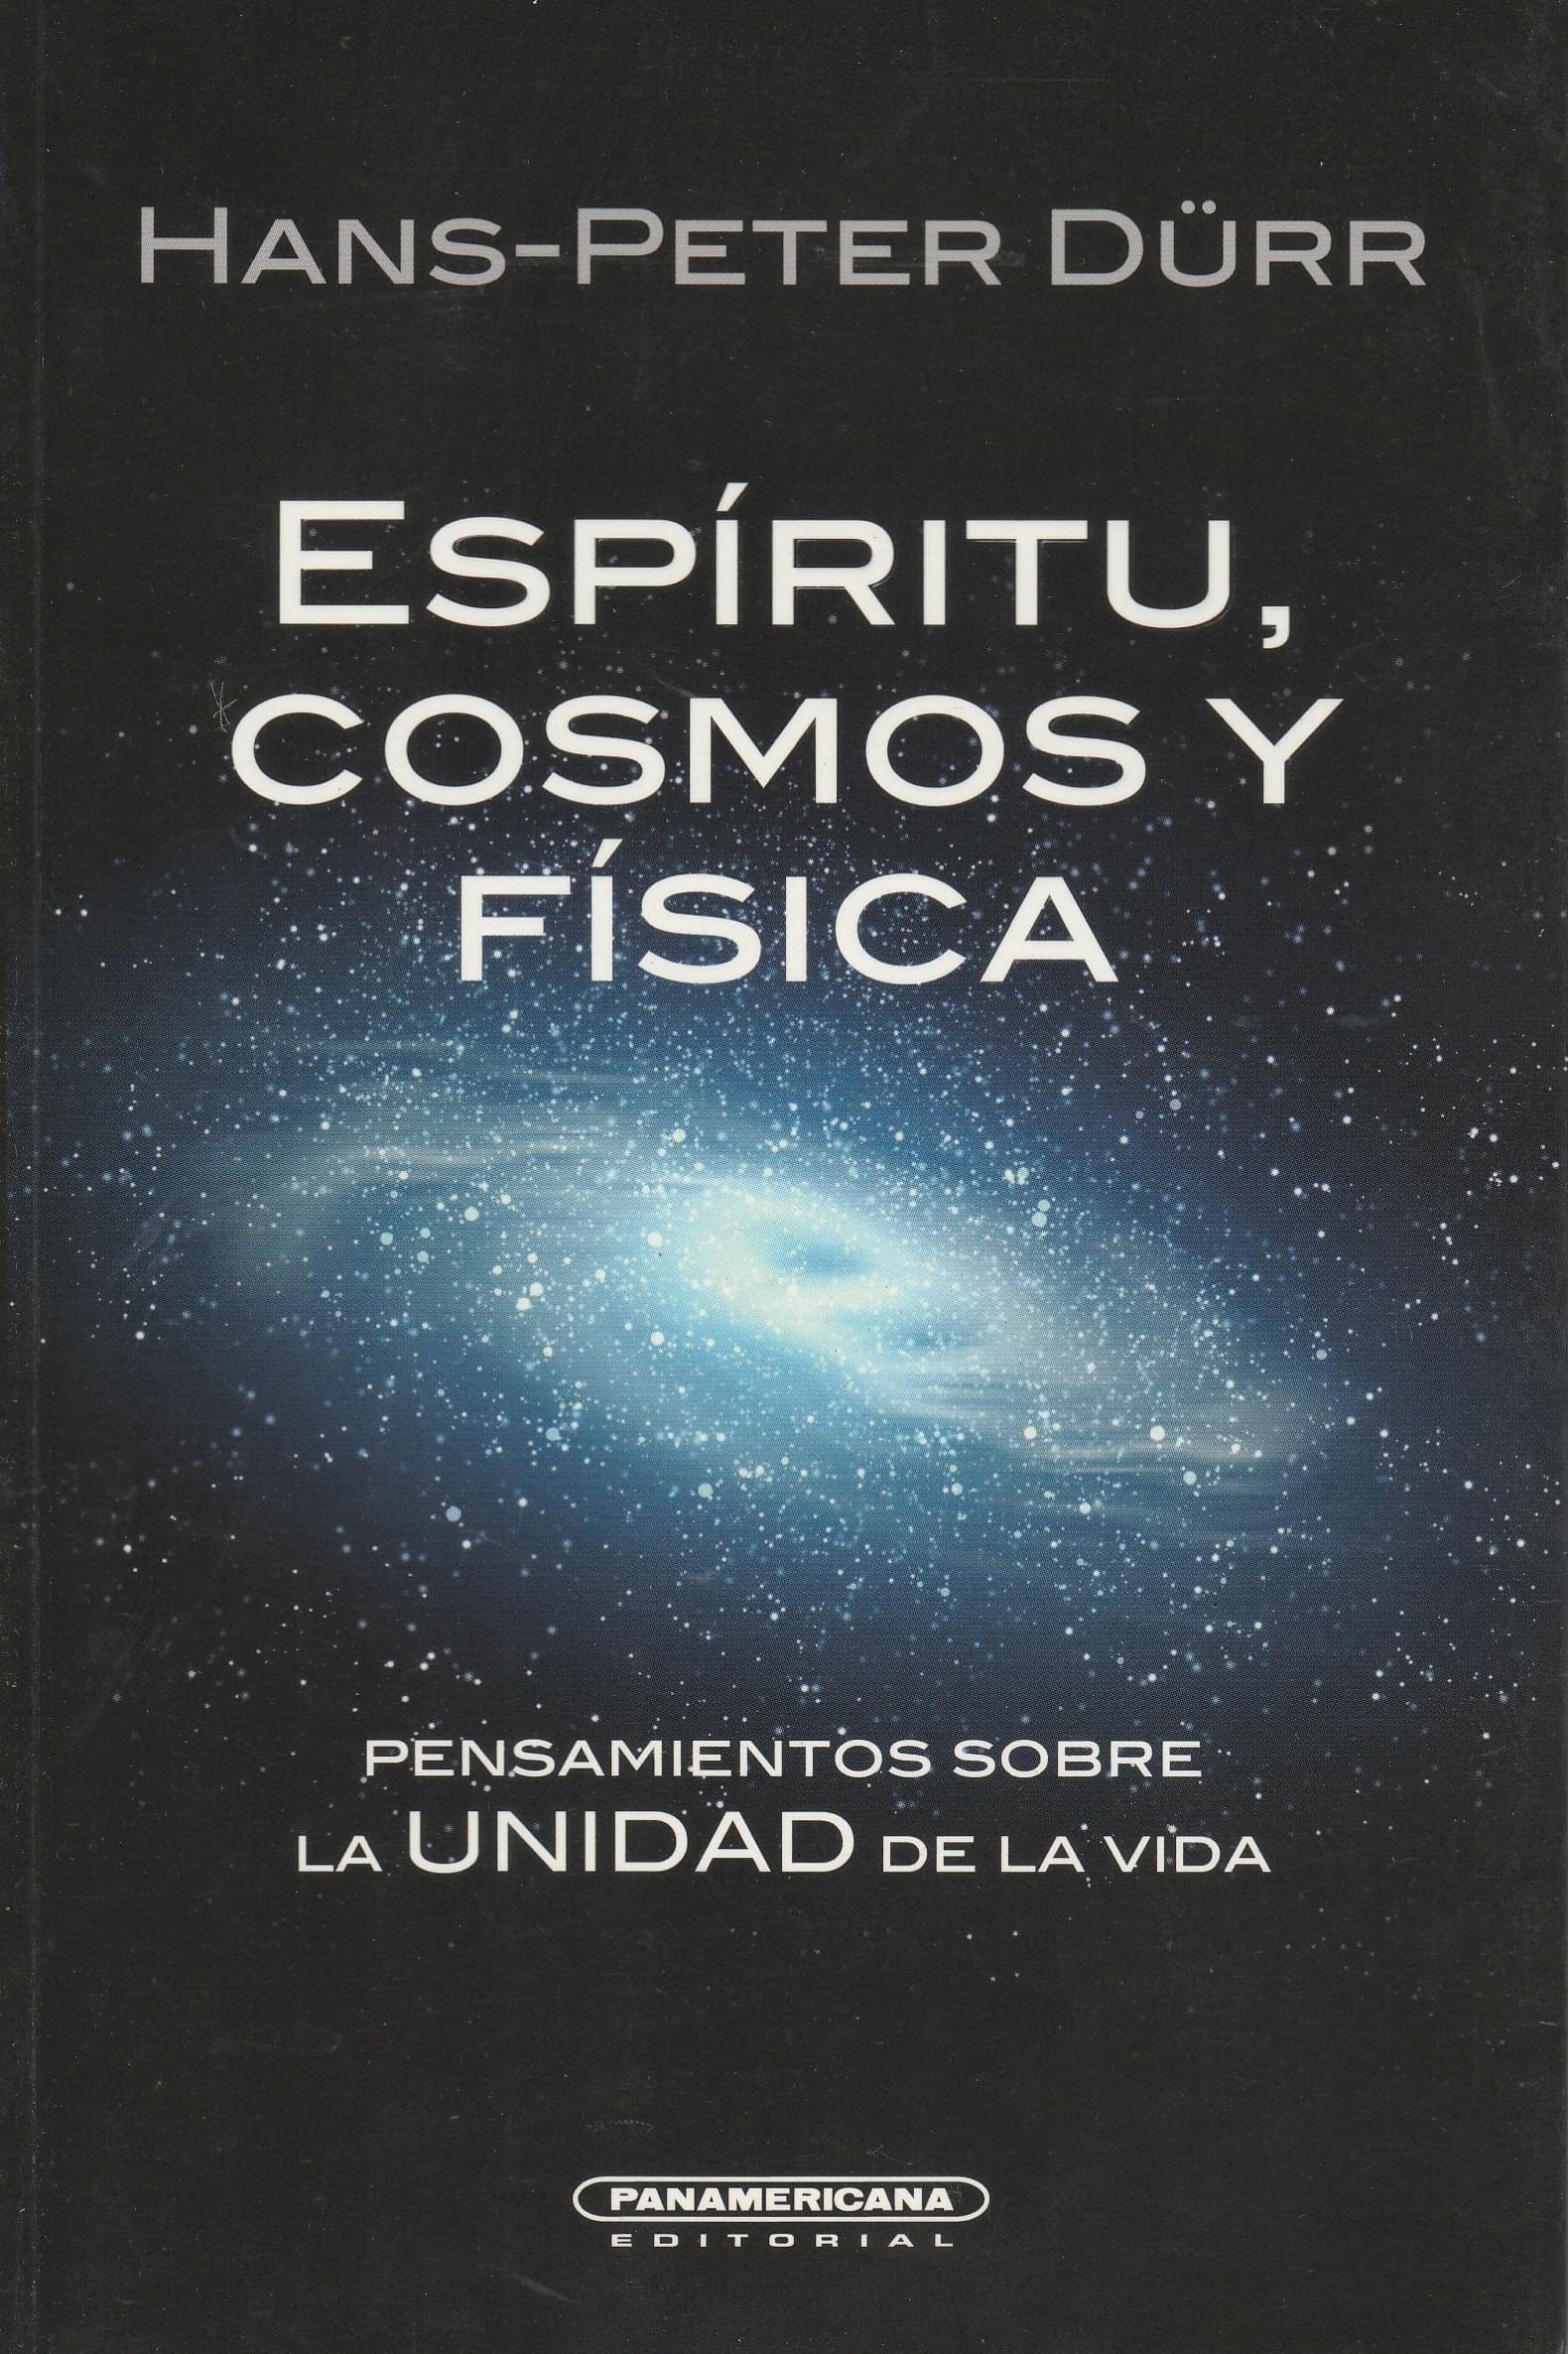 HANS-PETER DÜRR
ESPÍRITU,
COSMOS Y
FÍSICA
PENSAMIENTOS SOBRE
LA UNIDAD DE LA VIDA
PANAMERICANA
EDITORIAL